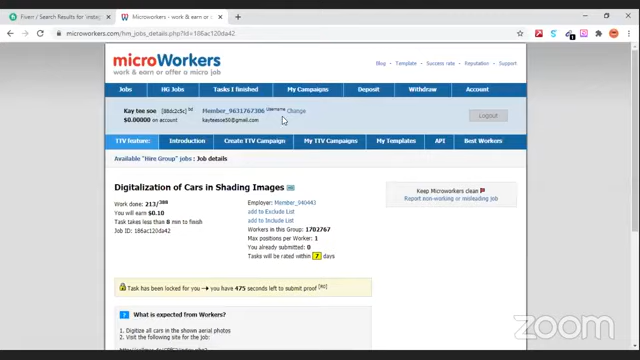 Fiverr / Search Results for 'instag
Microworkers - work & earn or
microworkers.com/hm_jobs_details.php?Id=186ac120da42
microWorkers
work & earn or offer a micro job
Blog · Template · Success rate · Reputation · Support
Jobs HG Jobs Tasks I finished My Campaigns Deposit Withdraw Account
Kay tee soe [88dc2c5c] Member_9631767306 Username Change
$0.00000 on account kayteesse50@gmail.com
Logout
TTV feature: Introduction Create TTV Campaign My TTV Campaigns My Templates API Best Workers
Available "Hire Group" jobs : Job details
Digitalization of Cars in Shading Images
Work done: 213/388
You will earn $0.10
Task takes less than 8 min to finish
Job ID: 186ac120da42
Employer: Member_940443
add to Exclude List
add to Include List
Workers in this Group: 1702767
Max positions per Worker: 1
You already submitted: 0
Tasks will be rated within 7 days
Keep Microworkers clean
Report non-working or misleading job
Task has been locked for you → you have 475 seconds left to submit proof
? What is expected from Workers?
1. Digitize all cars in the shown aerial photos
2. Visit the following site for the job:
zoom